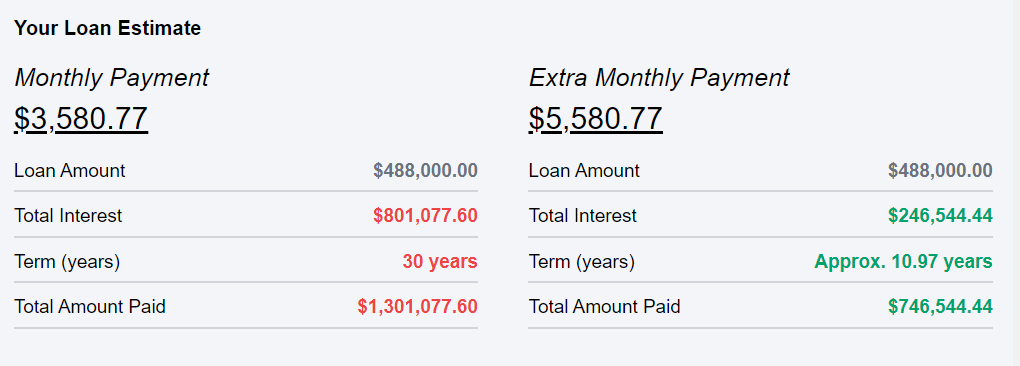 Your Loan Estimate
Monthly Payment
$3,580.77
Loan Amount $488,000.00
Total Interest $801,077.60
Term (years) 30 years
Total Amount Paid $1,301,077.60
Extra Monthly Payment
$5,580.77
Loan Amount $488,000.00
Total Interest $246,544.44
Term (years) Approx. 10.97 years
Total Amount Paid $746,544.44